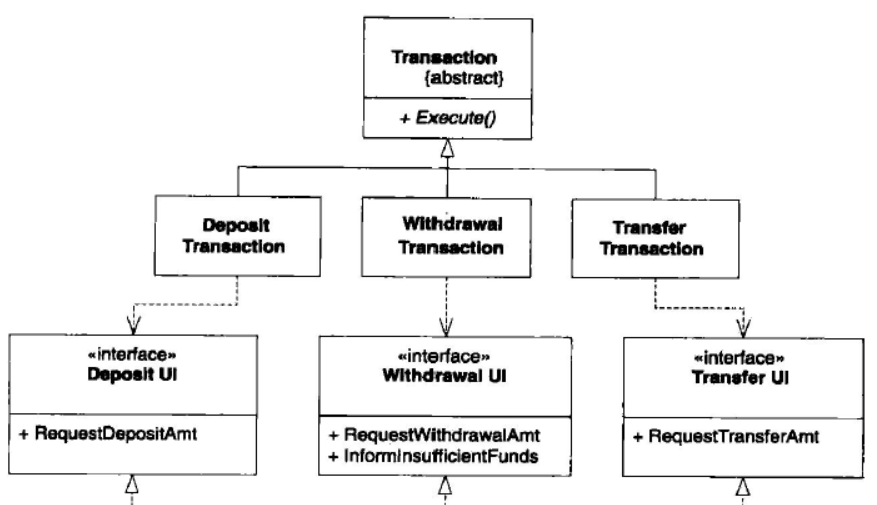 Transaction
{abstract}
+ Execute()
Deposit
Transaction
Withdrawal
Transaction
Transfer
Transaction
«interface»
Deposit UI
+ RequestDepositAmt
«interface»
Withdrawal UI
+ RequestWithdrawalAmt
+ InformInsufficientFunds
«interface»
Transfer UI
+ RequestTransferAmt